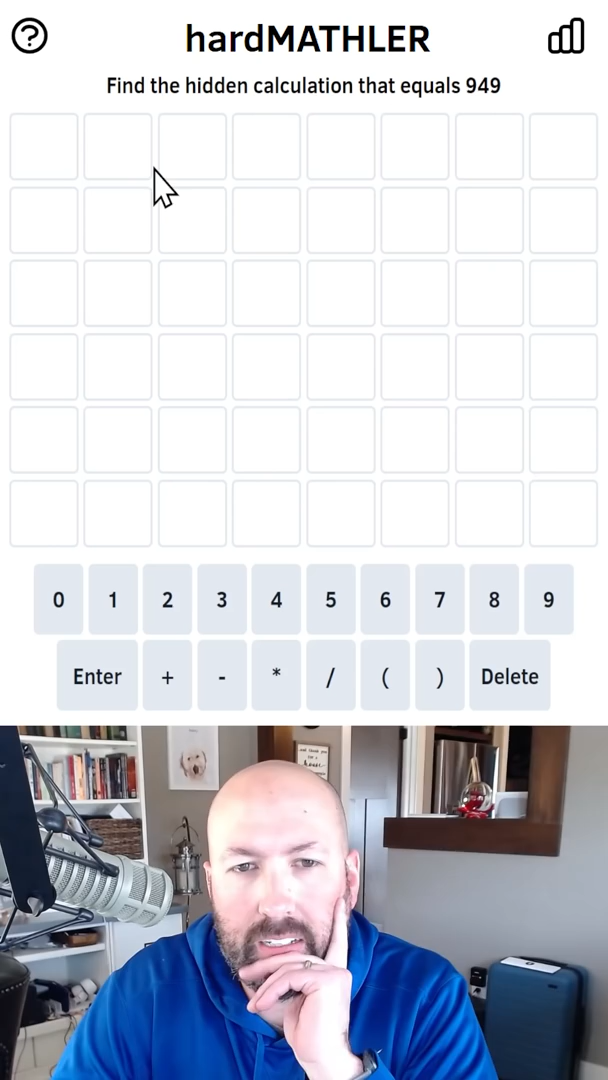 hardMATHLER
Find the hidden calculation that equals 949
0 1 2 3 4 5 6 7 8 9
Enter + - * / ( ) Delete